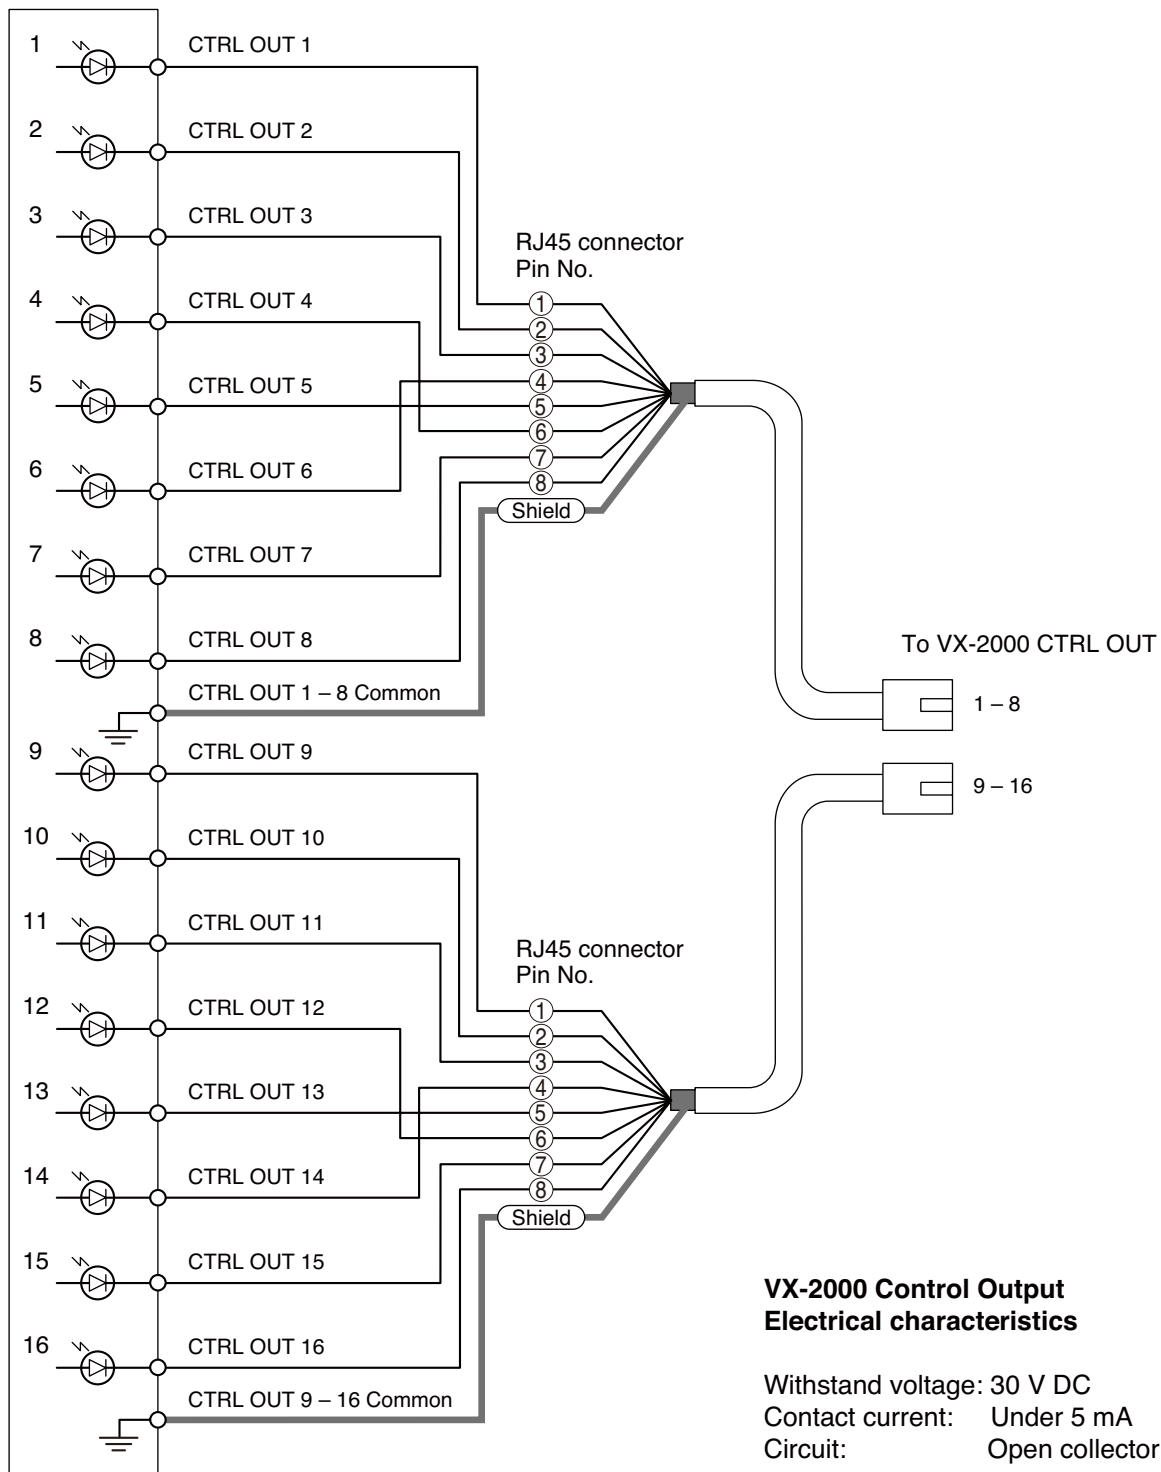 1
CTRL OUT 1
2
CTRL OUT 2
3
CTRL OUT 3
4
CTRL OUT 4
5
CTRL OUT 5
6
CTRL OUT 6
7
CTRL OUT 7
8
CTRL OUT 8
CTRL OUT 1 – 8 Common
RJ45 connector
Pin No.
1
2
3
4
5
6
7
8
Shield
To VX-2000 CTRL OUT
1 – 8
9 – 16
9
CTRL OUT 9
10
CTRL OUT 10
11
CTRL OUT 11
12
CTRL OUT 12
13
CTRL OUT 13
14
CTRL OUT 14
15
CTRL OUT 15
16
CTRL OUT 16
CTRL OUT 9 – 16 Common
RJ45 connector
Pin No.
1
2
3
4
5
6
7
8
Shield
VX-2000 Control Output
Electrical characteristics
Withstand voltage: 30 V DC
Contact current: Under 5 mA
Circuit: Open collector